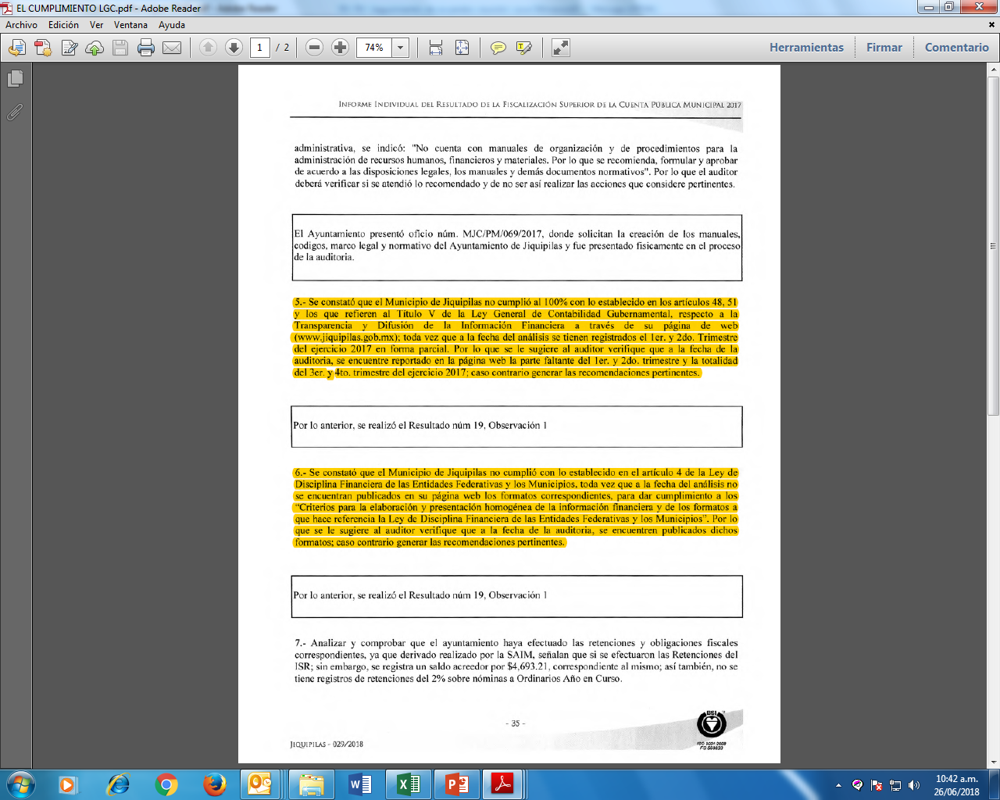 EL CUMPLIMIENTO LGC.pdf - Adobe Reader
Archivo Edición Ver Ventana Ayuda
1 / 2 74% Herramientas Firmar Comentario
INFORME INDIVIDUAL DEL RESULTADO DE LA FISCALIZACIÓN SUPERIOR DE LA CUENTA PÚBLICA MUNICIPAL 2017
administrativa, se indicó: "No cuenta con manuales de organización y de procedimientos para la
administración de recursos humanos, financieros y materiales. Por lo que se recomienda, formular y aprobar
de acuerdo a las disposiciones legales, los manuales y demás documentos normativos". Por lo que el auditor
deberá verificar si se atendió lo recomendado y de no ser así realizar las acciones que considere pertinentes.
El Ayuntamiento presentó oficio núm. MJC/PM/069/2017, donde solicitan la creación de los manuales,
codigos, marco legal y normativo del Ayuntamiento de Jiquipilas y fue presentado fisicamente en el proceso
de la auditoria.
5.- Se constató que el Municipio de Jiquipilas no cumplió al 100% con lo establecido en los artículos 48, 51
y los que refieren al Título V de la Ley General de Contabilidad Gubernamental, respecto a la
Transparencia y Difusión de la Información Financiera a través de su página de web
(www.jiquipilas.gob.mx); toda vez que a la fecha del análisis se tienen registrados el 1er. y 2do. Trimestre
del ejercicio 2017 en forma parcial. Por lo que se le sugiere al auditor verifique que a la fecha de la
auditoria, se encuentre reportado en la página web la parte faltante del 1er. y 2do. trimestre y la totalidad
del 3er. y 4to. trimestre del ejercicio 2017; caso contrario generar las recomendaciones pertinentes.
Por lo anterior, se realizó el Resultado núm 19, Observación 1
6.- Se constató que el Municipio de Jiquipilas no cumplió con lo establecido en el artículo 4 de la Ley de
Disciplina Financiera de las Entidades Federativas y los Municipios, toda vez que a la fecha del análisis no
se encuentran publicados en su página web los formatos correspondientes, para dar cumplimiento a los
“Criterios para la elaboración y presentación homogénea de la información financiera y de los formatos a
que hace referencia la Ley de Disciplina Financiera de las Entidades Federativas y los Municipios”. Por lo
que se le sugiere al auditor verifique que a la fecha de la auditoria, se encuentren publicados dichos
formatos; caso contrario generar las recomendaciones pertinentes.
Por lo anterior, se realizó el Resultado núm 19, Observación 1
7.- Analizar y comprobar que el ayuntamiento haya efectuado las retenciones y obligaciones fiscales
correspondientes, ya que derivado realizado por la SAIM, señalan que si se efectuaron las Retenciones del
ISR; sin embargo, se registra un saldo acreedor por $4,693.21, correspondiente al mismo; así también, no se
tiene registros de retenciones del 2% sobre nóminas a Ordinarios Año en Curso.
- 35 -
BSI
JIQUIPILAS - 029/2018
10:42 a.m.
26/06/2018